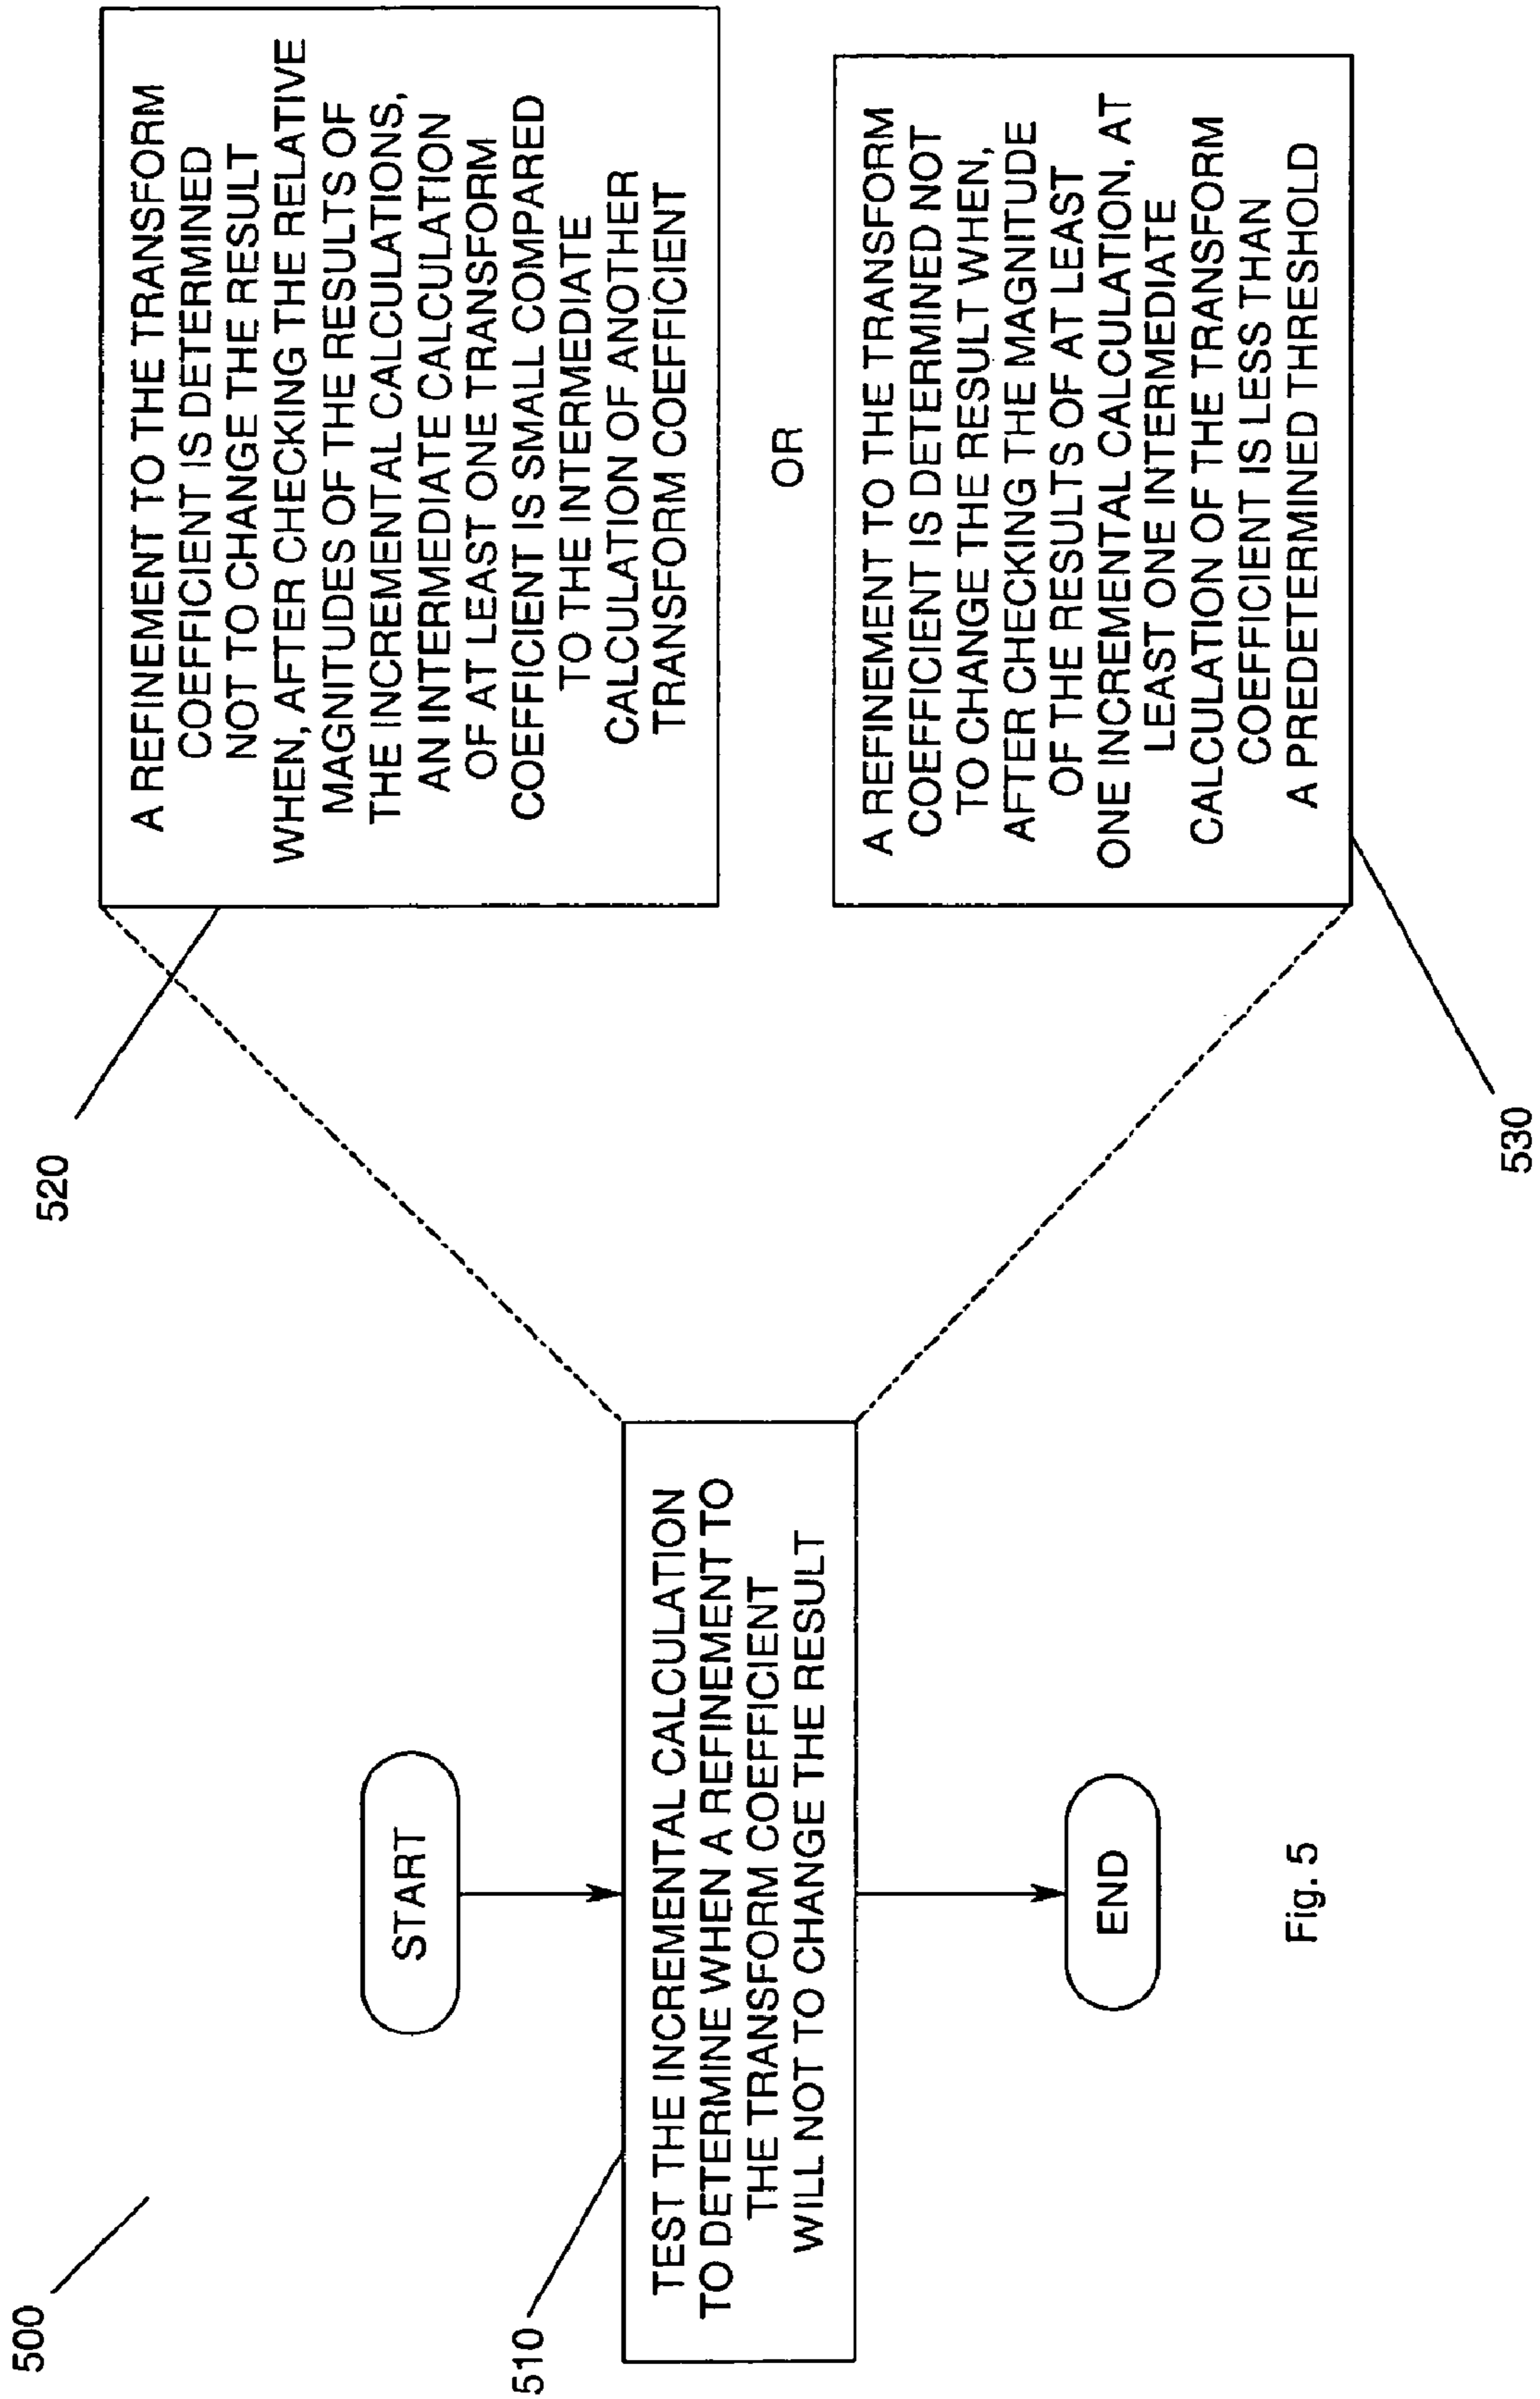 500
START
510
TEST THE INCREMENTAL CALCULATION
TO DETERMINE WHEN A REFINEMENT TO
THE TRANSFORM COEFFICIENT
WILL NOT TO CHANGE THE RESULT
END
Fig. 5
520
A REFINEMENT TO THE TRANSFORM
COEFFICIENT IS DETERMINED
NOT TO CHANGE THE RESULT
WHEN, AFTER CHECKING THE RELATIVE
MAGNITUDES OF THE RESULTS OF
THE INCREMENTAL CALCULATIONS,
AN INTERMEDIATE CALCULATION
OF AT LEAST ONE TRANSFORM
COEFFICIENT IS SMALL COMPARED
TO THE INTERMEDIATE
CALCULATION OF ANOTHER
TRANSFORM COEFFICIENT
OR
A REFINEMENT TO THE TRANSFORM
COEFFICIENT IS DETERMINED NOT
TO CHANGE THE RESULT WHEN,
AFTER CHECKING THE MAGNITUDE
OF THE RESULTS OF AT LEAST
ONE INCREMENTAL CALCULATION, AT
LEAST ONE INTERMEDIATE
CALCULATION OF THE TRANSFORM
COEFFICIENT IS LESS THAN
A PREDETERMINED THRESHOLD
530